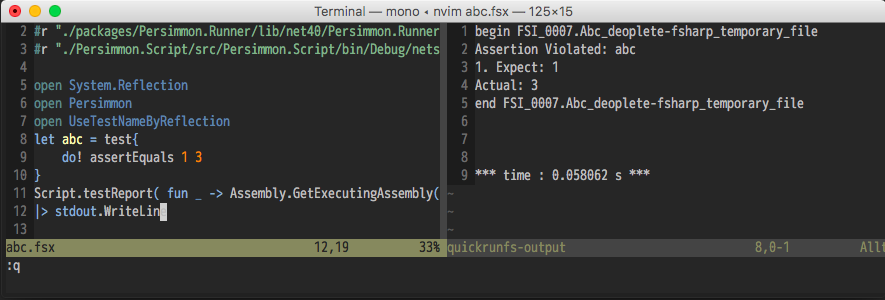 Terminal — mono ◂ nvim abc.fsx — 125×15
2 #r "./packages/Persimmon.Runner/lib/net40/Persimmon.Runner
3 #r "./Persimmon.Script/src/Persimmon.Script/bin/Debug/nets
4
5 open System.Reflection
6 open Persimmon
7 open UseTestNameByReflection
8 let abc = test{
9 do! assertEquals 1 3
10 }
11 Script.testReport( fun _ -> Assembly.GetExecutingAssembly(
12 |> stdout.WriteLin
13
abc.fsx 12,19 33%
1 begin FSI_0007.Abc_deoplete-fsharp_temporary_file
2 Assertion Violated: abc
3 1. Expect: 1
4 Actual: 3
5 end FSI_0007.Abc_deoplete-fsharp_temporary_file
6
7
8
9 *** time : 0.058062 s ***
~
~
~
quickrunfs-output 8,0-1 All
:q